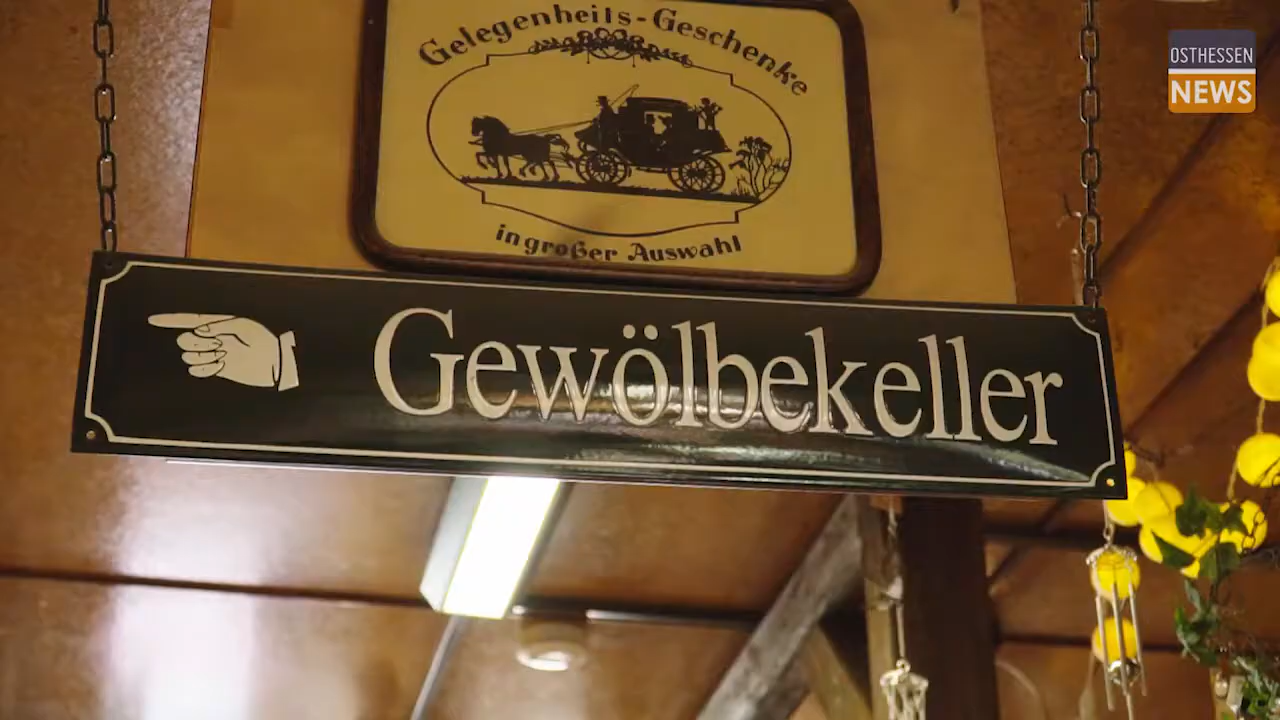 Gelegenheits-Geschenke
in großer Auswahl
Gewölbekeller
OSTHESSEN
NEWS